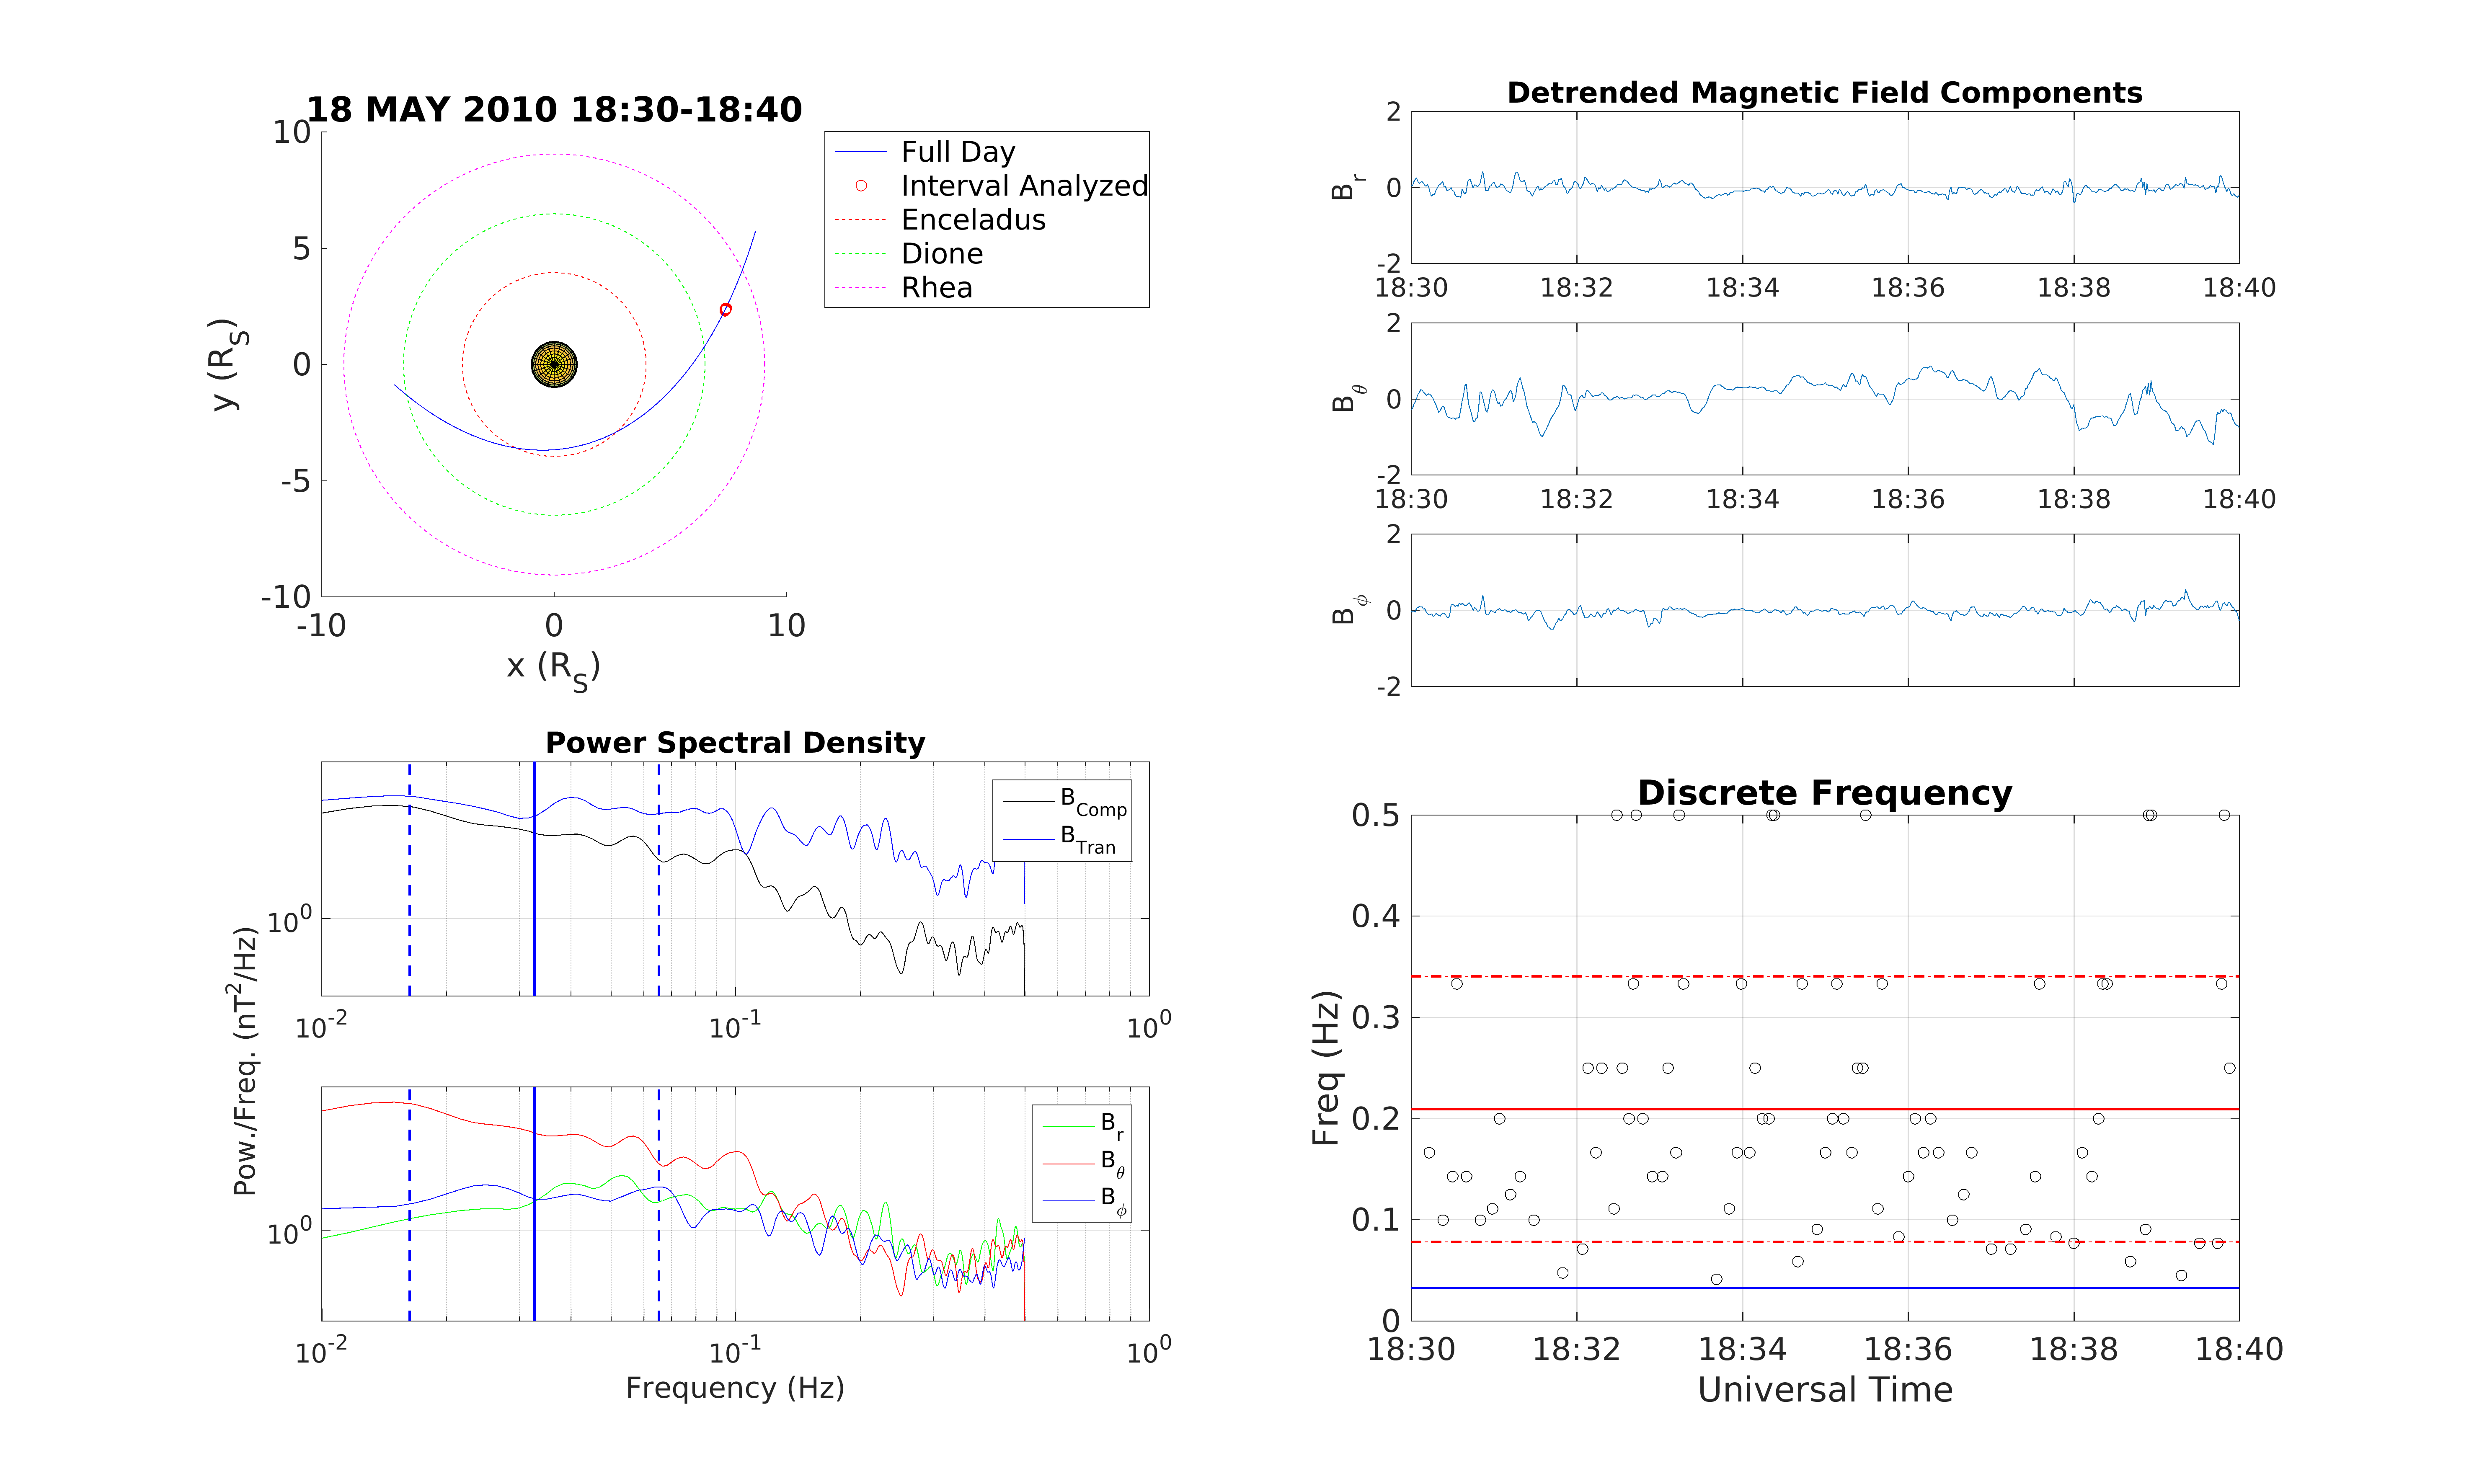 18 MAY 2010 18:30-18:40
10
5
0
-5
-10
y (R_S)
-10 0 10
x (R_S)
Full Day
Interval Analyzed
Enceladus
Dione
Rhea
Detrended Magnetic Field Components
2
0
-2
B_r
18:30 18:32 18:34 18:36 18:38 18:40
2
0
-2
B_θ
18:30 18:32 18:34 18:36 18:38 18:40
2
0
-2
B_ϕ
Power Spectral Density
B_Comp
B_Tran
10^0
10^-2 10^-1 10^0
Pow./Freq. (nT^2/Hz)
B_r
B_θ
B_ϕ
10^0
10^-2 10^-1 10^0
Frequency (Hz)
Discrete Frequency
0.5
0.4
0.3
0.2
0.1
0
Freq (Hz)
18:30 18:32 18:34 18:36 18:38 18:40
Universal Time